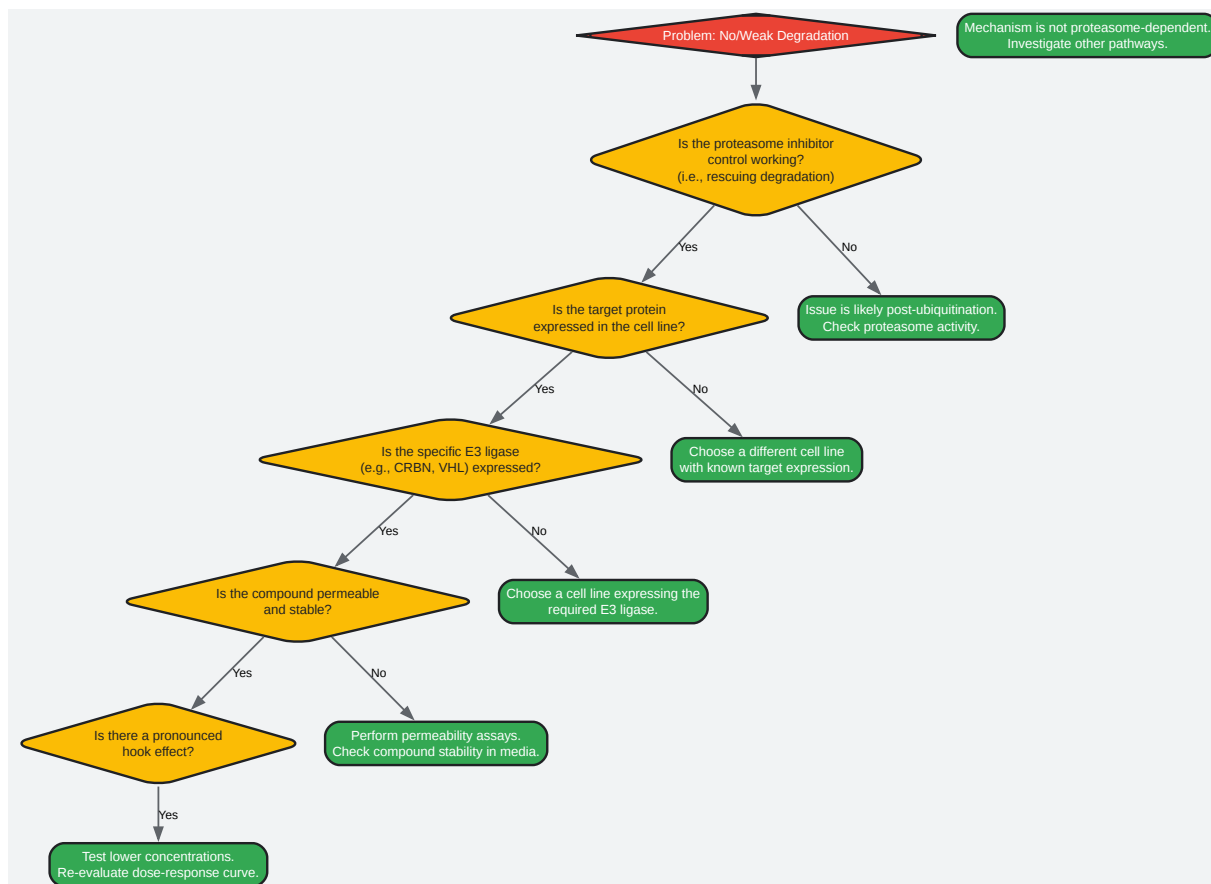 Problem: No/Weak Degradation
Mechanism is not proteasome-dependent.
Investigate other pathways.
Is the proteasome inhibitor
control working?
(i.e., rescuing degradation)
Yes
No
Is the target protein
expressed in the cell line?
Issue is likely post-ubiquitination.
Check proteasome activity.
Yes
No
Is the specific E3 ligase
(e.g., CRBN, VHL) expressed?
Choose a different cell line
with known target expression.
Yes
No
Is the compound permeable
and stable?
Choose a cell line expressing the
required E3 ligase.
Yes
No
Is there a pronounced
hook effect?
Perform permeability assays.
Check compound stability in media.
Yes
Test lower concentrations.
Re-evaluate dose-response curve.